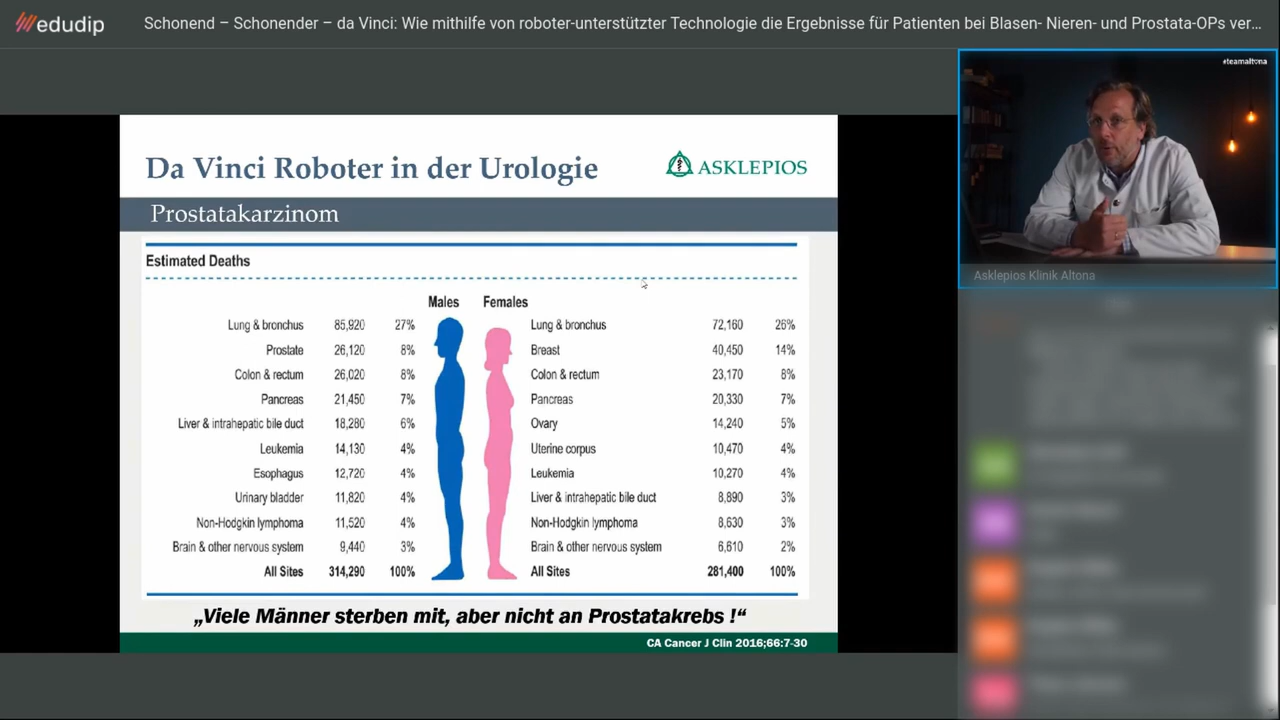 edudip
Schonend – Schonender – da Vinci: Wie mithilfe von roboter-unterstützter Technologie die Ergebnisse für Patienten bei Blasen- Nieren- und Prostata-OPs ver…
#teamaltona
Asklepios Klinik Altona
Da Vinci Roboter in der Urologie
ASKLEPIOS
Prostatakarzinom
Estimated Deaths
Males Females
Lung & bronchus 85,920 27% Lung & bronchus 72,160 26%
Prostate 26,120 8% Breast 40,450 14%
Colon & rectum 26,020 8% Colon & rectum 23,170 8%
Pancreas 21,450 7% Pancreas 20,330 7%
Liver & intrahepatic bile duct 18,280 6% Ovary 14,240 5%
Leukemia 14,130 4% Uterine corpus 10,470 4%
Esophagus 12,720 4% Leukemia 10,270 4%
Urinary bladder 11,820 4% Liver & intrahepatic bile duct 8,890 3%
Non-Hodgkin lymphoma 11,520 4% Non-Hodgkin lymphoma 8,630 3%
Brain & other nervous system 9,440 3% Brain & other nervous system 6,610 2%
All Sites 314,290 100% All Sites 281,400 100%
„Viele Männer sterben mit, aber nicht an Prostatakrebs !“
CA Cancer J Clin 2016;66:7-30